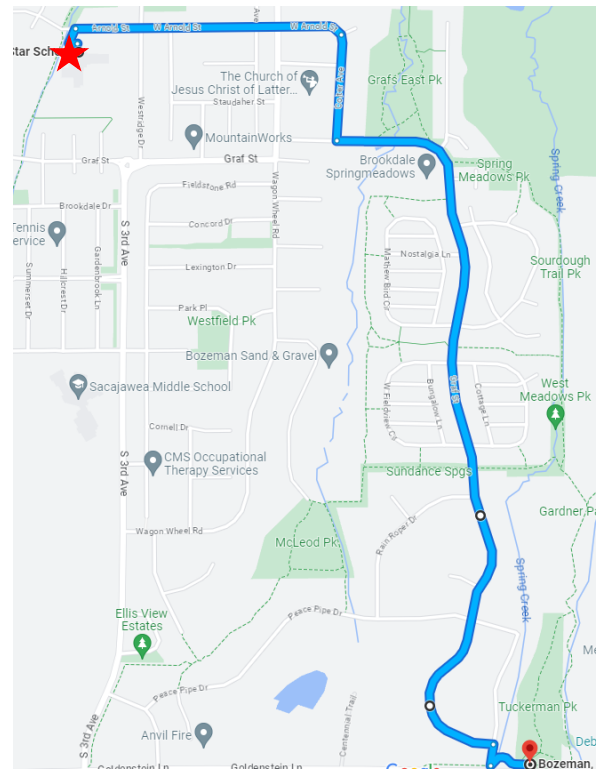 Arnold St
W Arnold St
W Arnold St
Ave
Star Sch
Grafs East Pk
The Church of
Jesus Christ of Latter...
Staudaher St
Westridge Dr
MountainWorks
Graf St
Graf St
Wagon Wheel Rd
Brookdale
Springmeadows
Spring
Meadows Pk
Spring Creek
Fieldstone Rd
Brookdale Dr
S 3rd Ave
Tennis
ervice
Concord Dr
Nostalgia Ln
Mathew Bird Cir
Sourdough
Trail Pk
Lexington Dr
Summerset Dr
Hillcrest Dr
Gardenbrook Ln
Park Pl
Westfield Pk
Bozeman Sand & Gravel
Sacajawea Middle School
W Fieldview Cs
Bungalow Ln
Cottage Ln
West
Meadows Pk
Cornell Dr
S 3rd Ave
CMS Occupational
Therapy Services
Sundance Spgs
Gardner Pa
Wagon Wheel Rd
McLeod Pk
Rain Roper Dr
Spring Creek
Ellis View
Estates
Peace Pipe Dr
Peace Pipe Dr
Tuckerman Pk
Centennial Trail
Anvil Fire
S 3rd Ave
Deb
Goldenstein Ln
Goldenstein Ln
Bozeman,